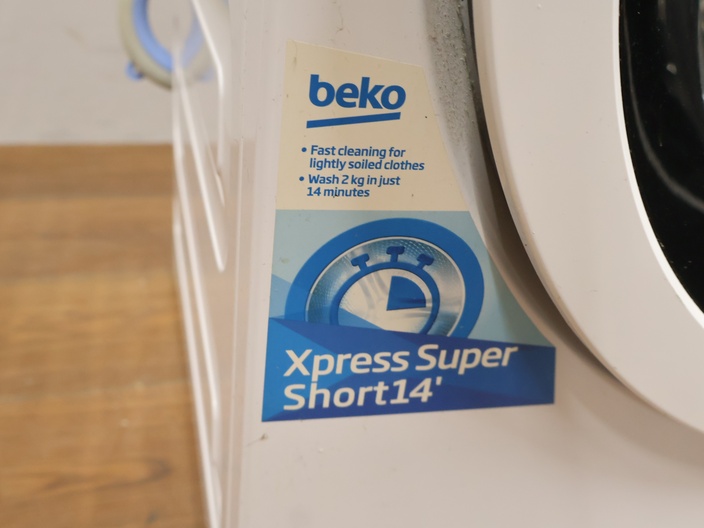 beko
• Fast cleaning for
lightly soiled clothes
• Wash 2 kg in just
14 minutes
Xpress Super
Short14'